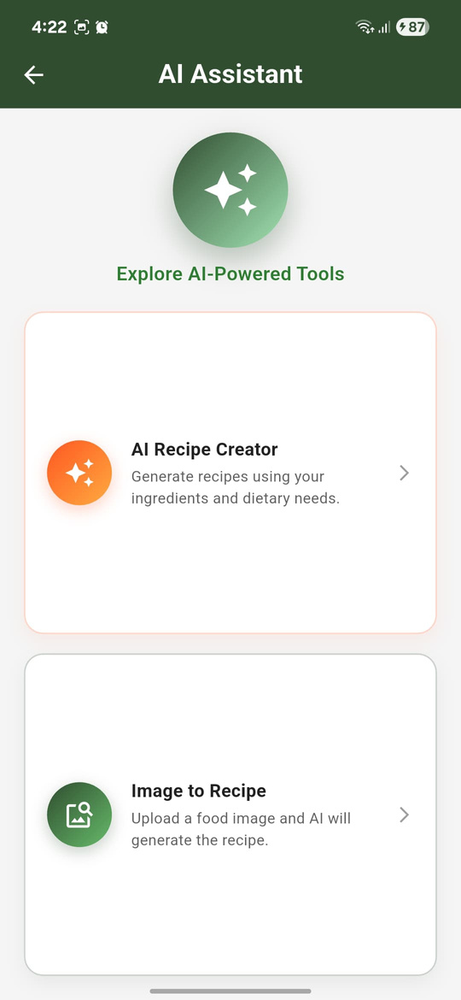 4:22
87
AI Assistant
Explore AI-Powered Tools
AI Recipe Creator
Generate recipes using your
ingredients and dietary needs.
Image to Recipe
Upload a food image and AI will
generate the recipe.